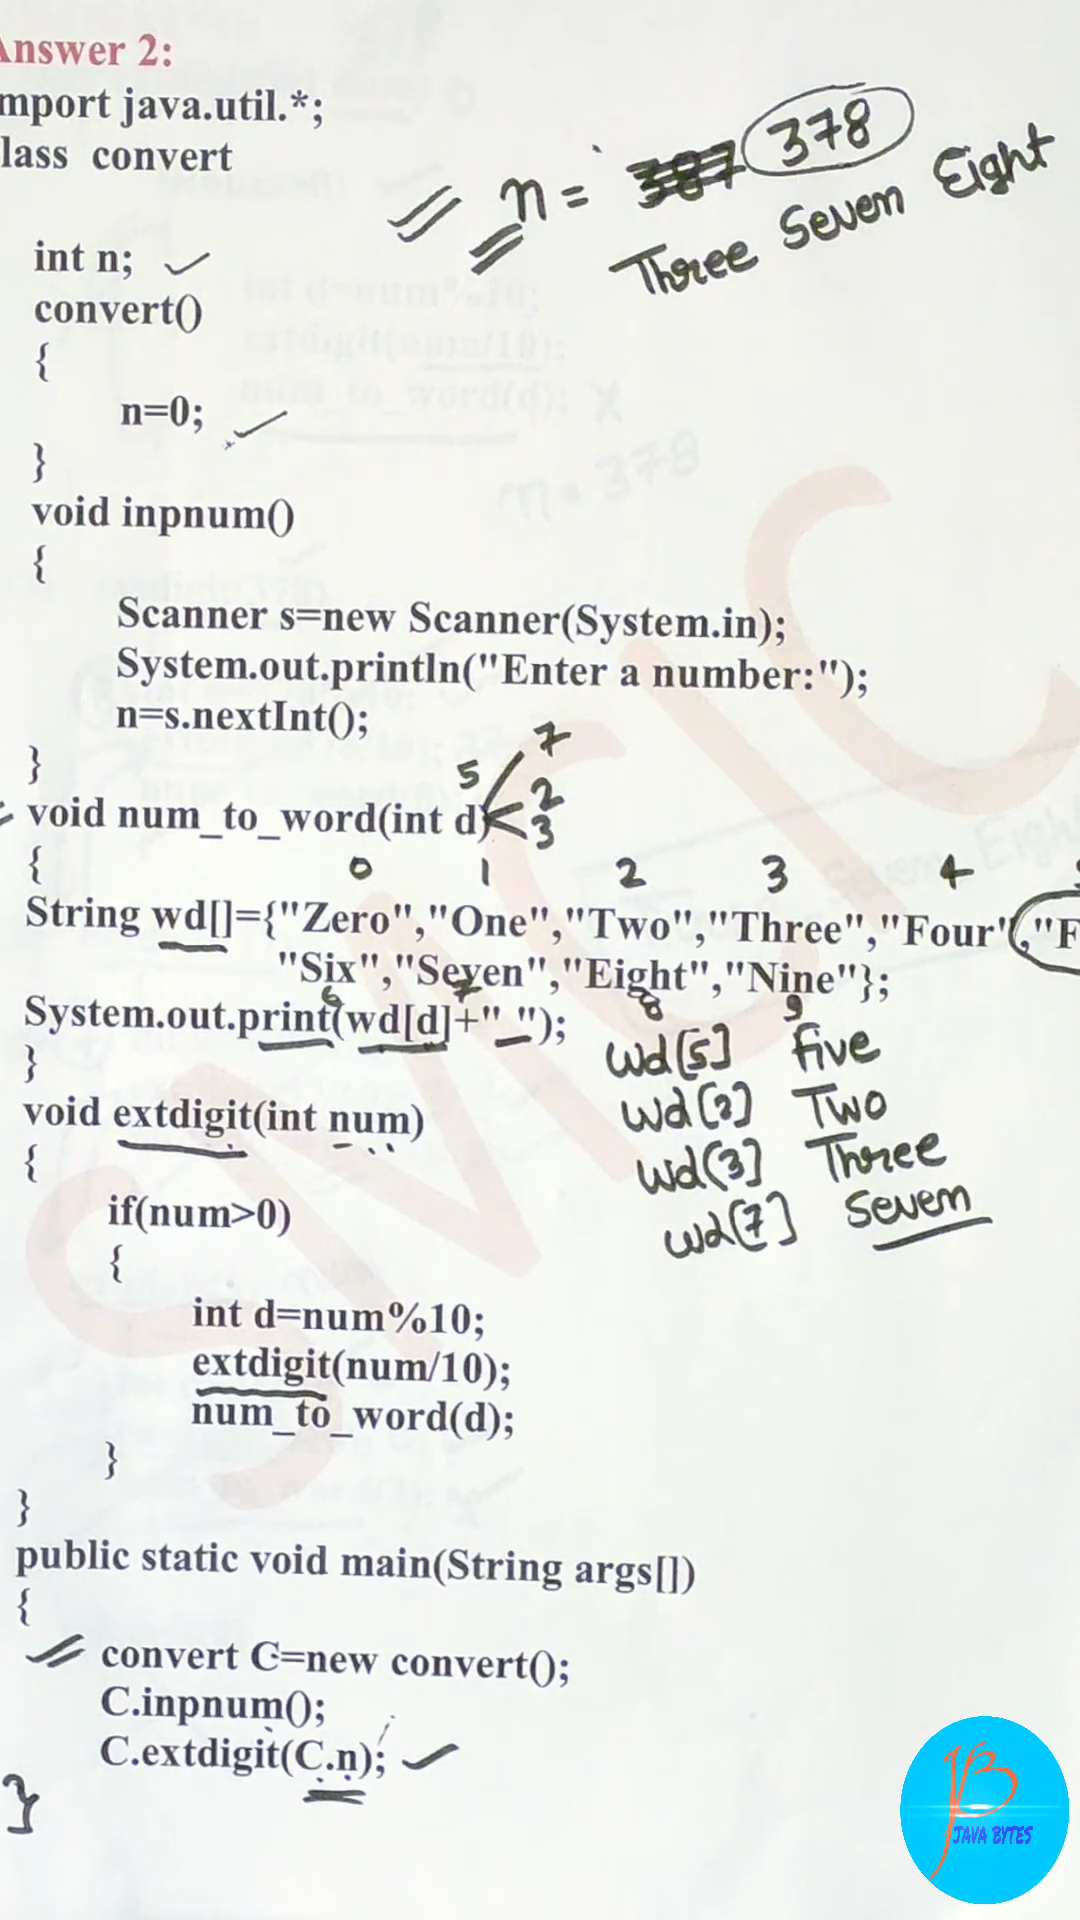 Answer 2:
mport java.util.*;
lass convert
n = 378
Three Seven Eight
int n;
convert()
{
n=0;
}
void inpnum()
{
Scanner s=new Scanner(System.in);
System.out.println("Enter a number:");
n=s.nextInt();
}
7
5
2
void num_to_word(int d)
3
{
0 1 2 3 4
String wd[]={"Zero","One","Two","Three","Four","F
"Six","Seven","Eight","Nine"};
6 7 8 9
System.out.print(wd[d]+" ");
wd[5] five
}
wd[2] Two
void extdigit(int num)
wd[3] Three
{
wd[7] Seven
if(num>0)
{
int d=num%10;
extdigit(num/10);
num_to_word(d);
}
}
public static void main(String args[])
{
convert C=new convert();
C.inpnum();
C.extdigit(C.n);
}
SMCIC
JB
JAVA BYTES